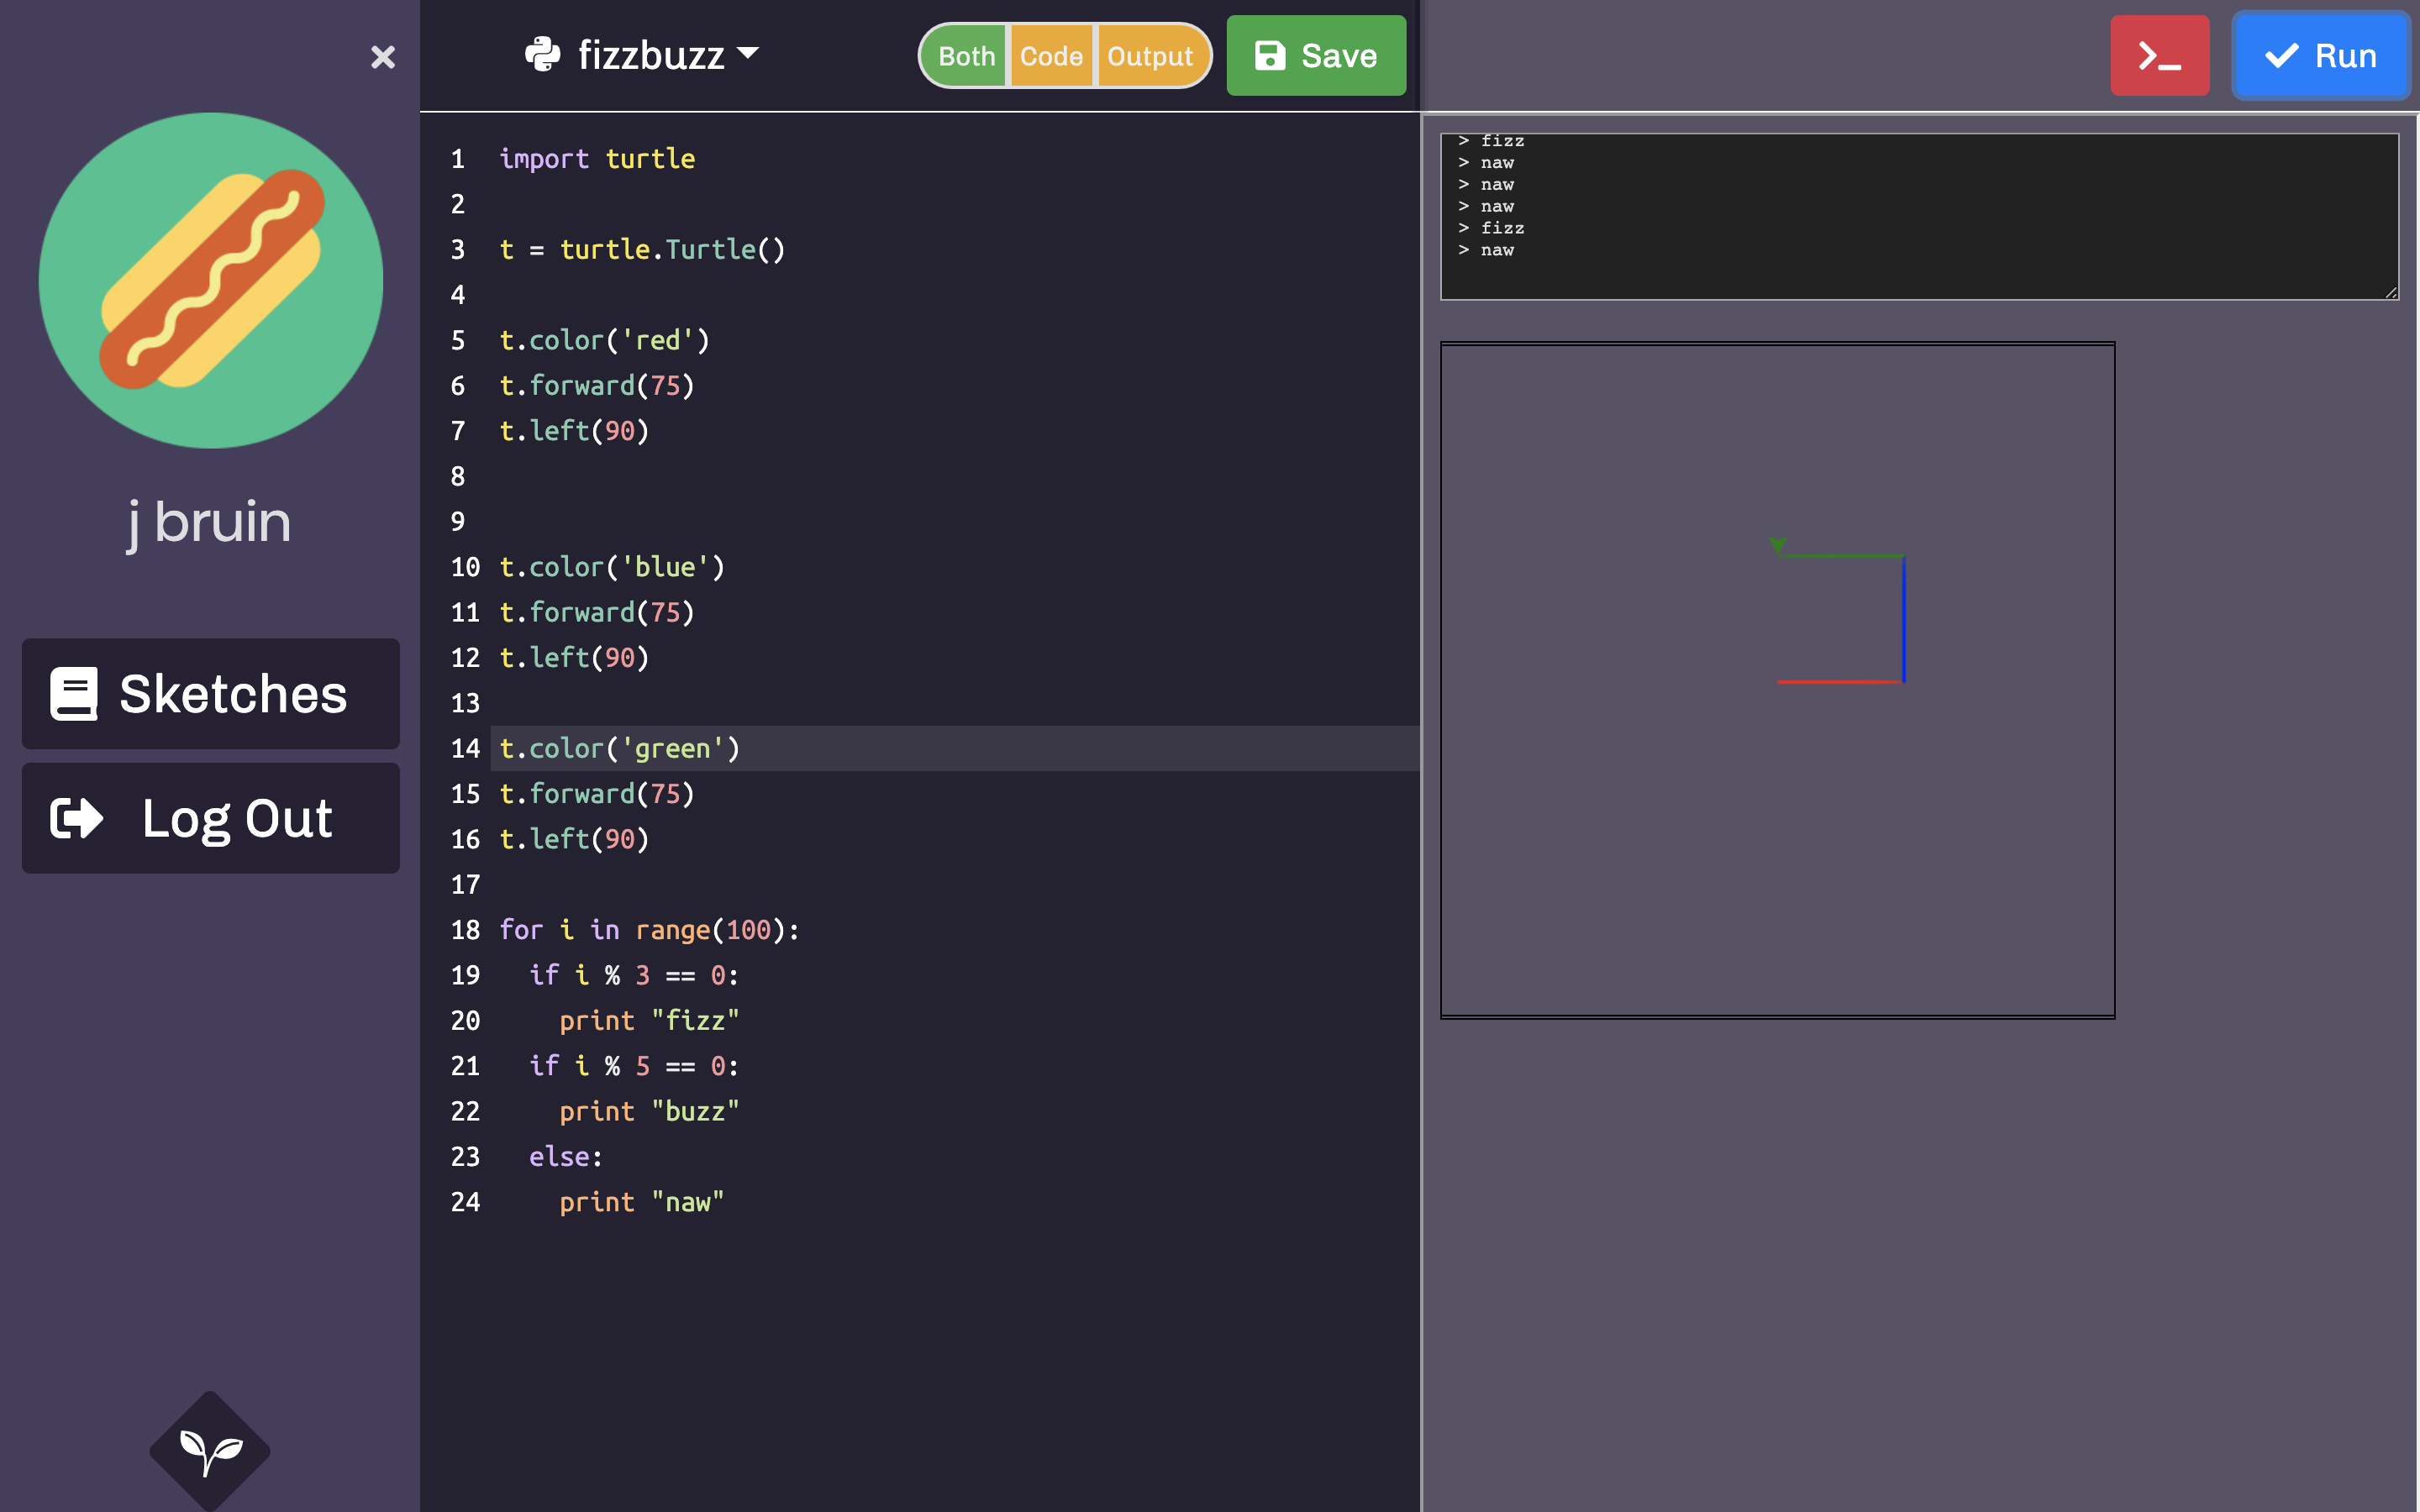 j bruin
Sketches
Log Out
fizzbuzz
Both Code Output
Save
Run
1 import turtle
2
3 t = turtle.Turtle()
4
5 t.color('red')
6 t.forward(75)
7 t.left(90)
8
9
10 t.color('blue')
11 t.forward(75)
12 t.left(90)
13
14 t.color('green')
15 t.forward(75)
16 t.left(90)
17
18 for i in range(100):
19 if i % 3 == 0:
20 print "fizz"
21 if i % 5 == 0:
22 print "buzz"
23 else:
24 print "naw"
> fizz
> naw
> naw
> naw
> fizz
> naw